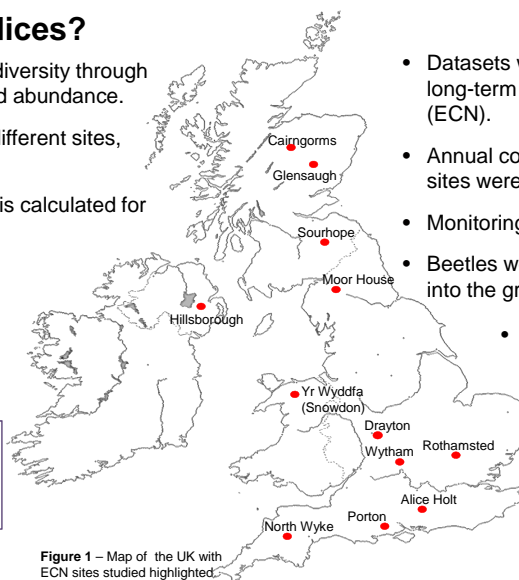 lices?
diversity through
d abundance.
different sites,
is calculated for
• Datasets w
long-term
(ECN).
• Annual co
sites were
• Monitoring
• Beetles w
into the gr
•
Cairngorms
Glensaugh
Sourhope
Moor House
Hillsborough
Yr Wyddfa
(Snowdon)
Drayton
Wytham
Rothamsted
Alice Holt
Porton
North Wyke
Figure 1 – Map of the UK with
ECN sites studied highlighted